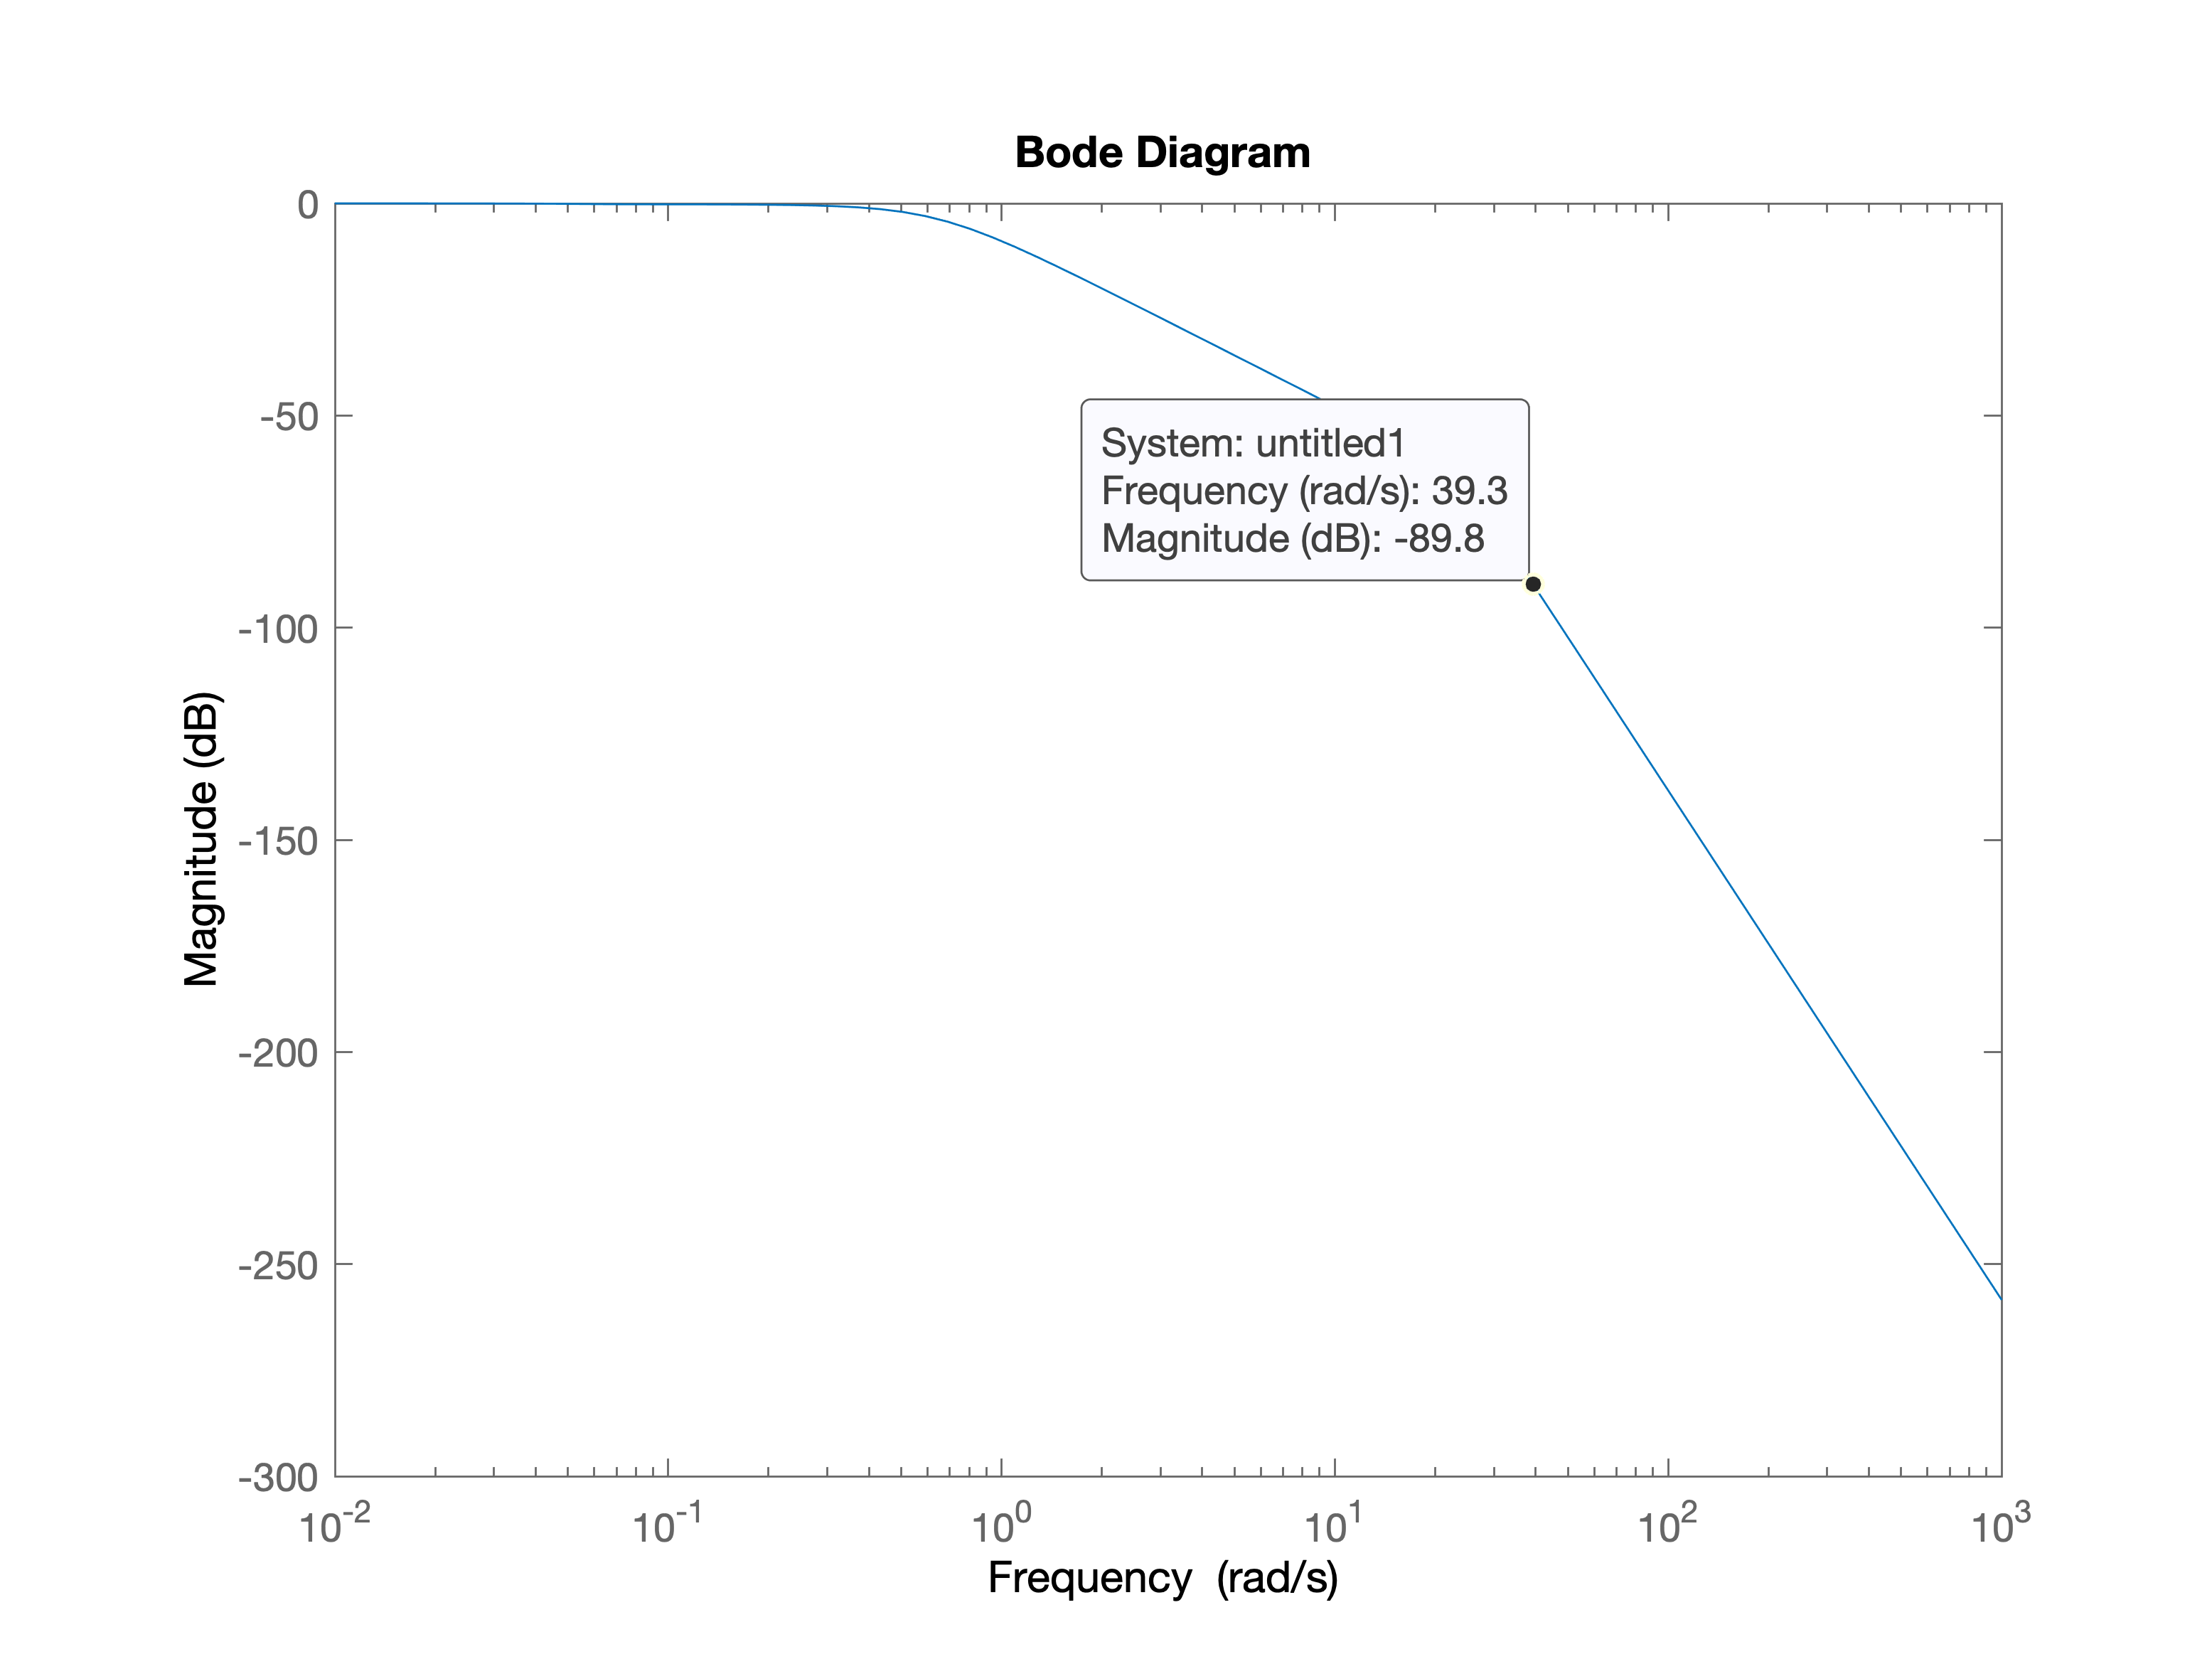 Bode Diagram
0
-50
-100
-150
-200
-250
-300
Magnitude (dB)
System: untitled1
Frequency (rad/s): 39.3
Magnitude (dB): -89.8
10-2 10-1 100 101 102 103
Frequency (rad/s)